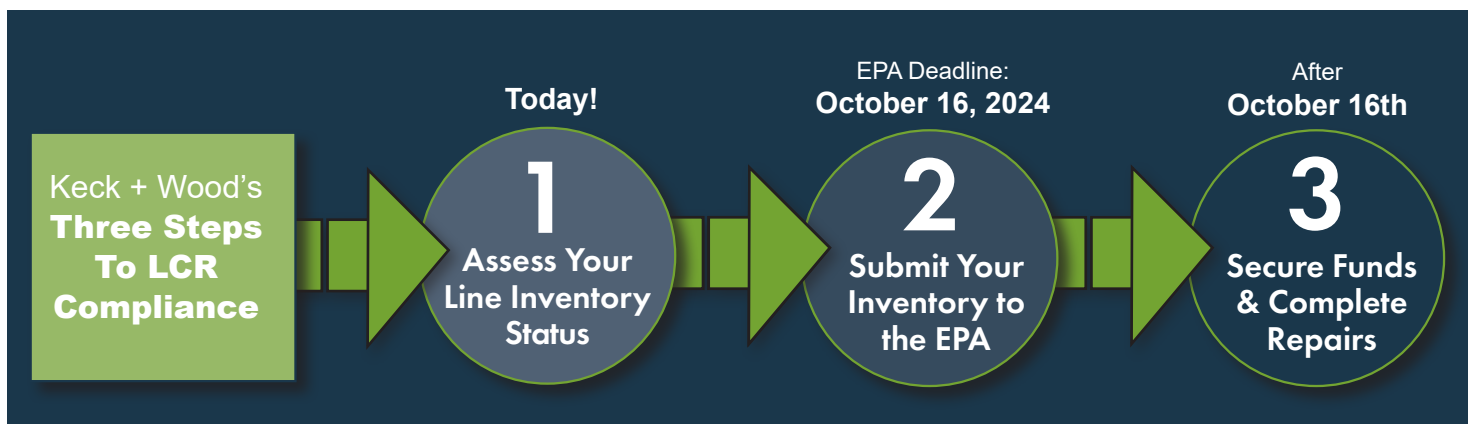 Keck + Wood’s
Three Steps
To LCR
Compliance
Today!
1
Assess Your
Line Inventory
Status
EPA Deadline:
October 16, 2024
2
Submit Your
Inventory to
the EPA
After
October 16th
3
Secure Funds
& Complete
Repairs